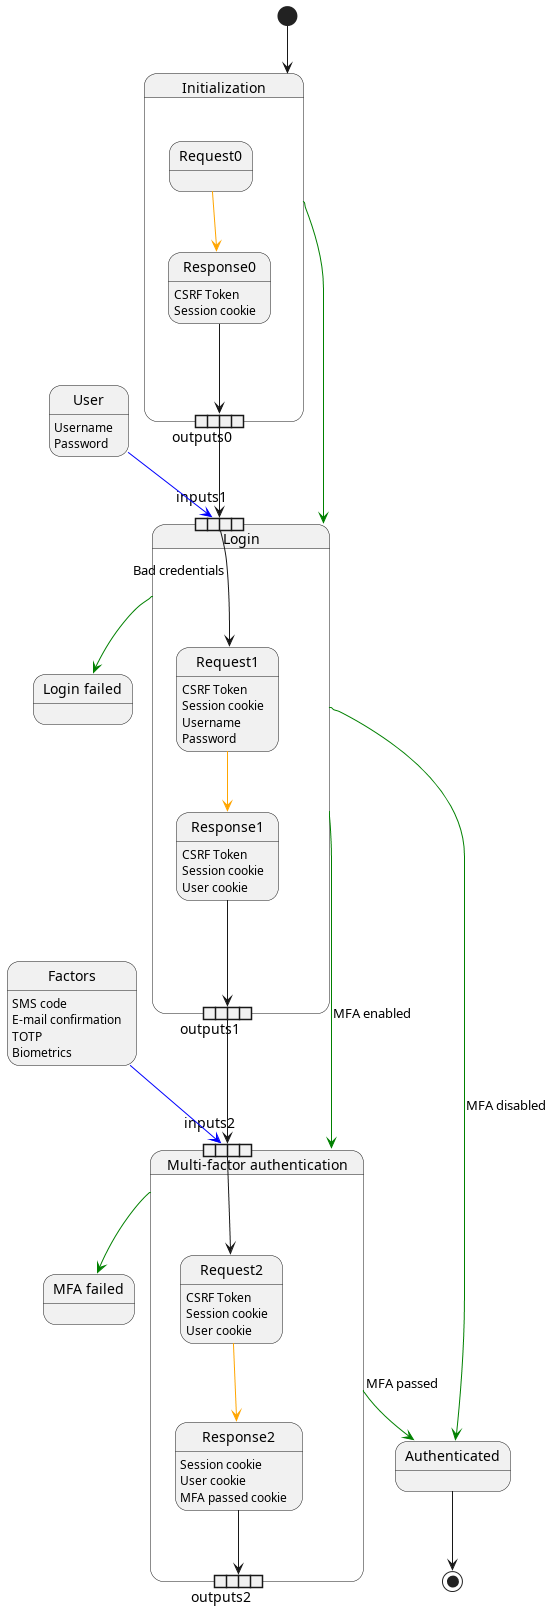 Initialization
Request0
Response0
CSRF Token
Session cookie
User
Username
Password
outputs0
inputs1
Login
Bad credentials
Request1
CSRF Token
Session cookie
Username
Password
Login failed
Response1
CSRF Token
Session cookie
User cookie
Factors
SMS code
E-mail confirmation
TOTP
Biometrics
outputs1
MFA enabled
MFA disabled
inputs2
Multi-factor authentication
Request2
CSRF Token
Session cookie
User cookie
MFA failed
MFA passed
Response2
Session cookie
User cookie
MFA passed cookie
Authenticated
outputs2